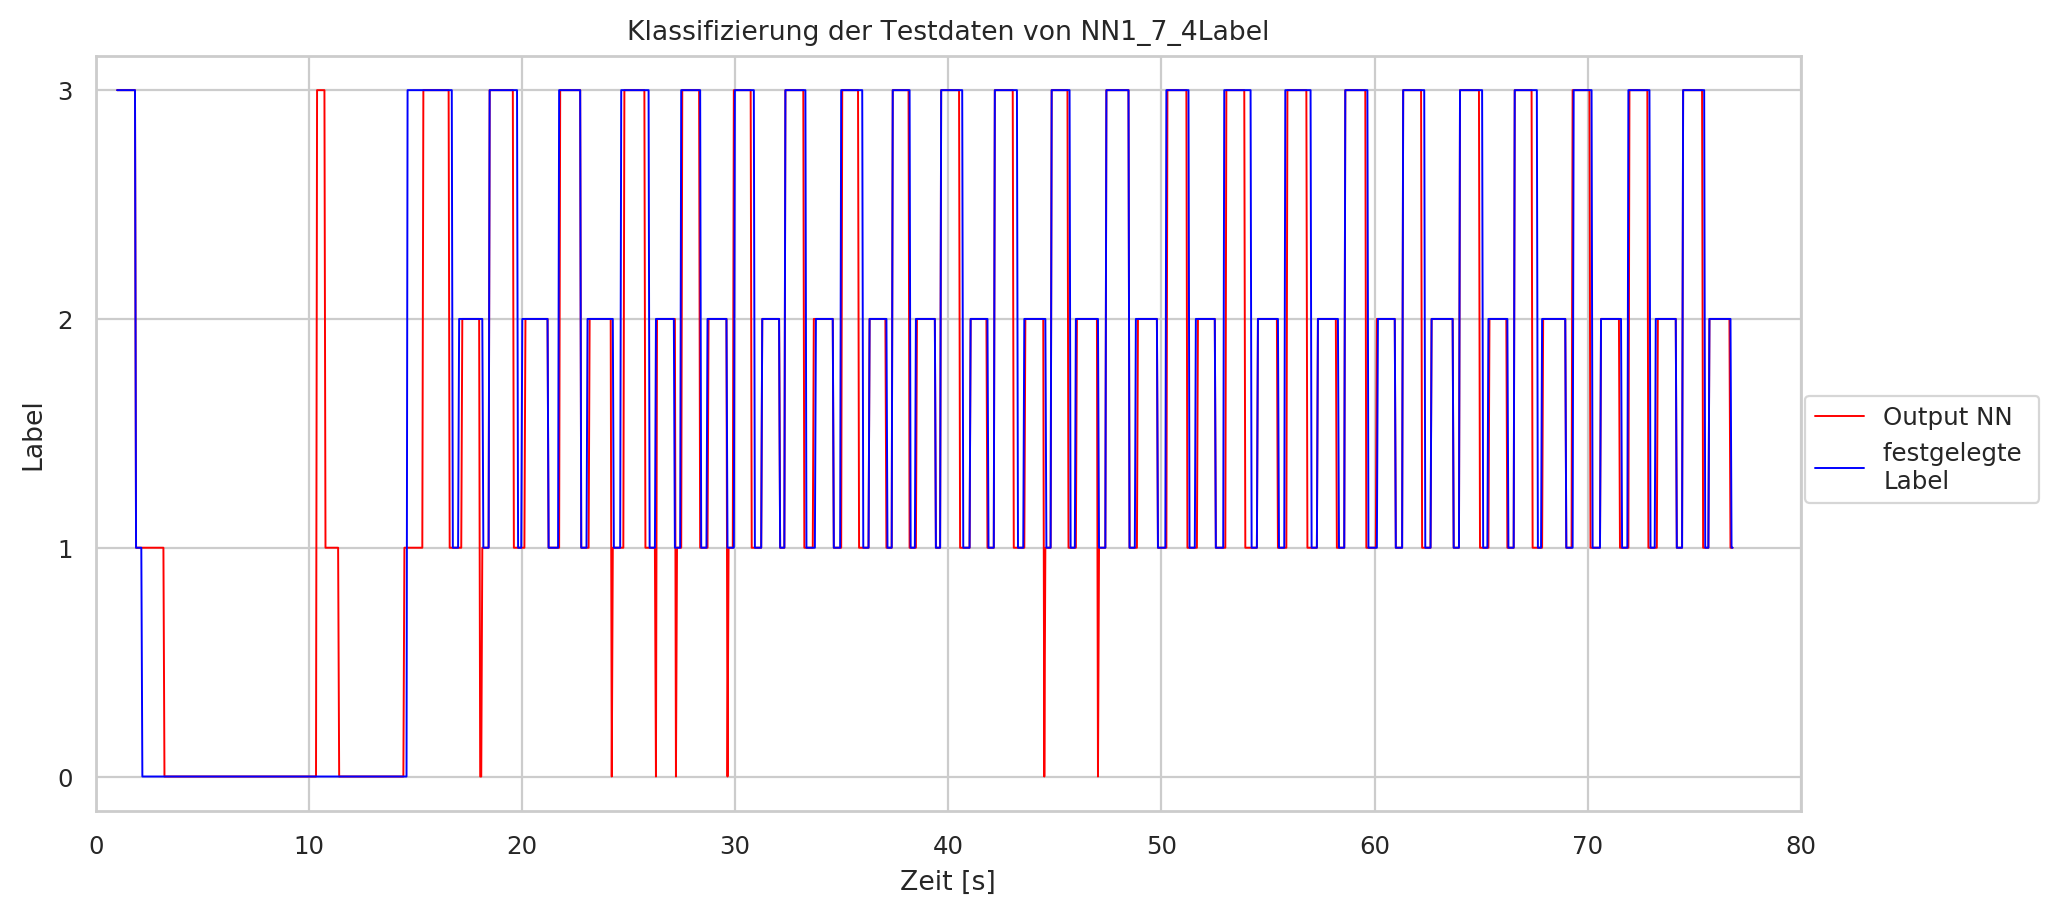 Klassifizierung der Testdaten von NN1_7_4Label
3
2
1
0
Label
0 10 20 30 40 50 60 70 80
Zeit [s]
Output NN
festgelegte
Label